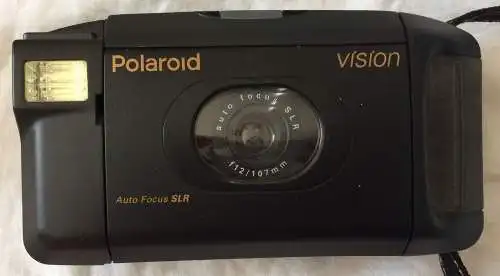 Polaroid
vision
auto focus SLR
f12/107mm
Auto Focus SLR